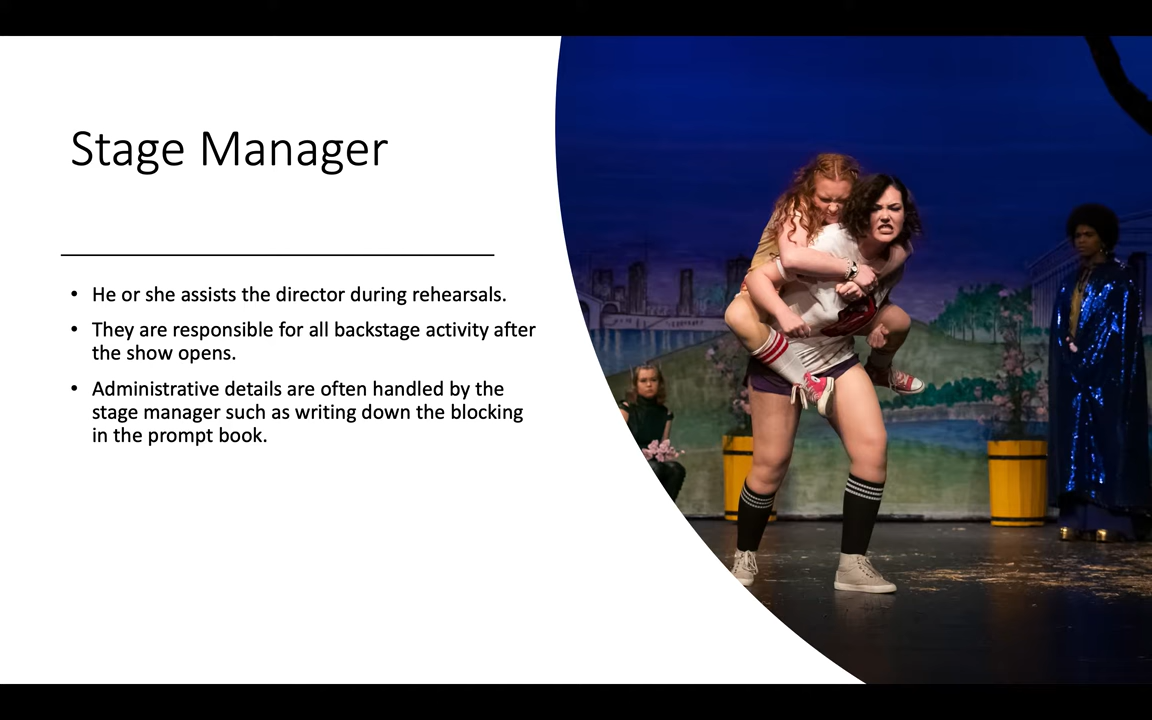 Stage Manager
• He or she assists the director during rehearsals.
• They are responsible for all backstage activity after
the show opens.
• Administrative details are often handled by the
stage manager such as writing down the blocking
in the prompt book.